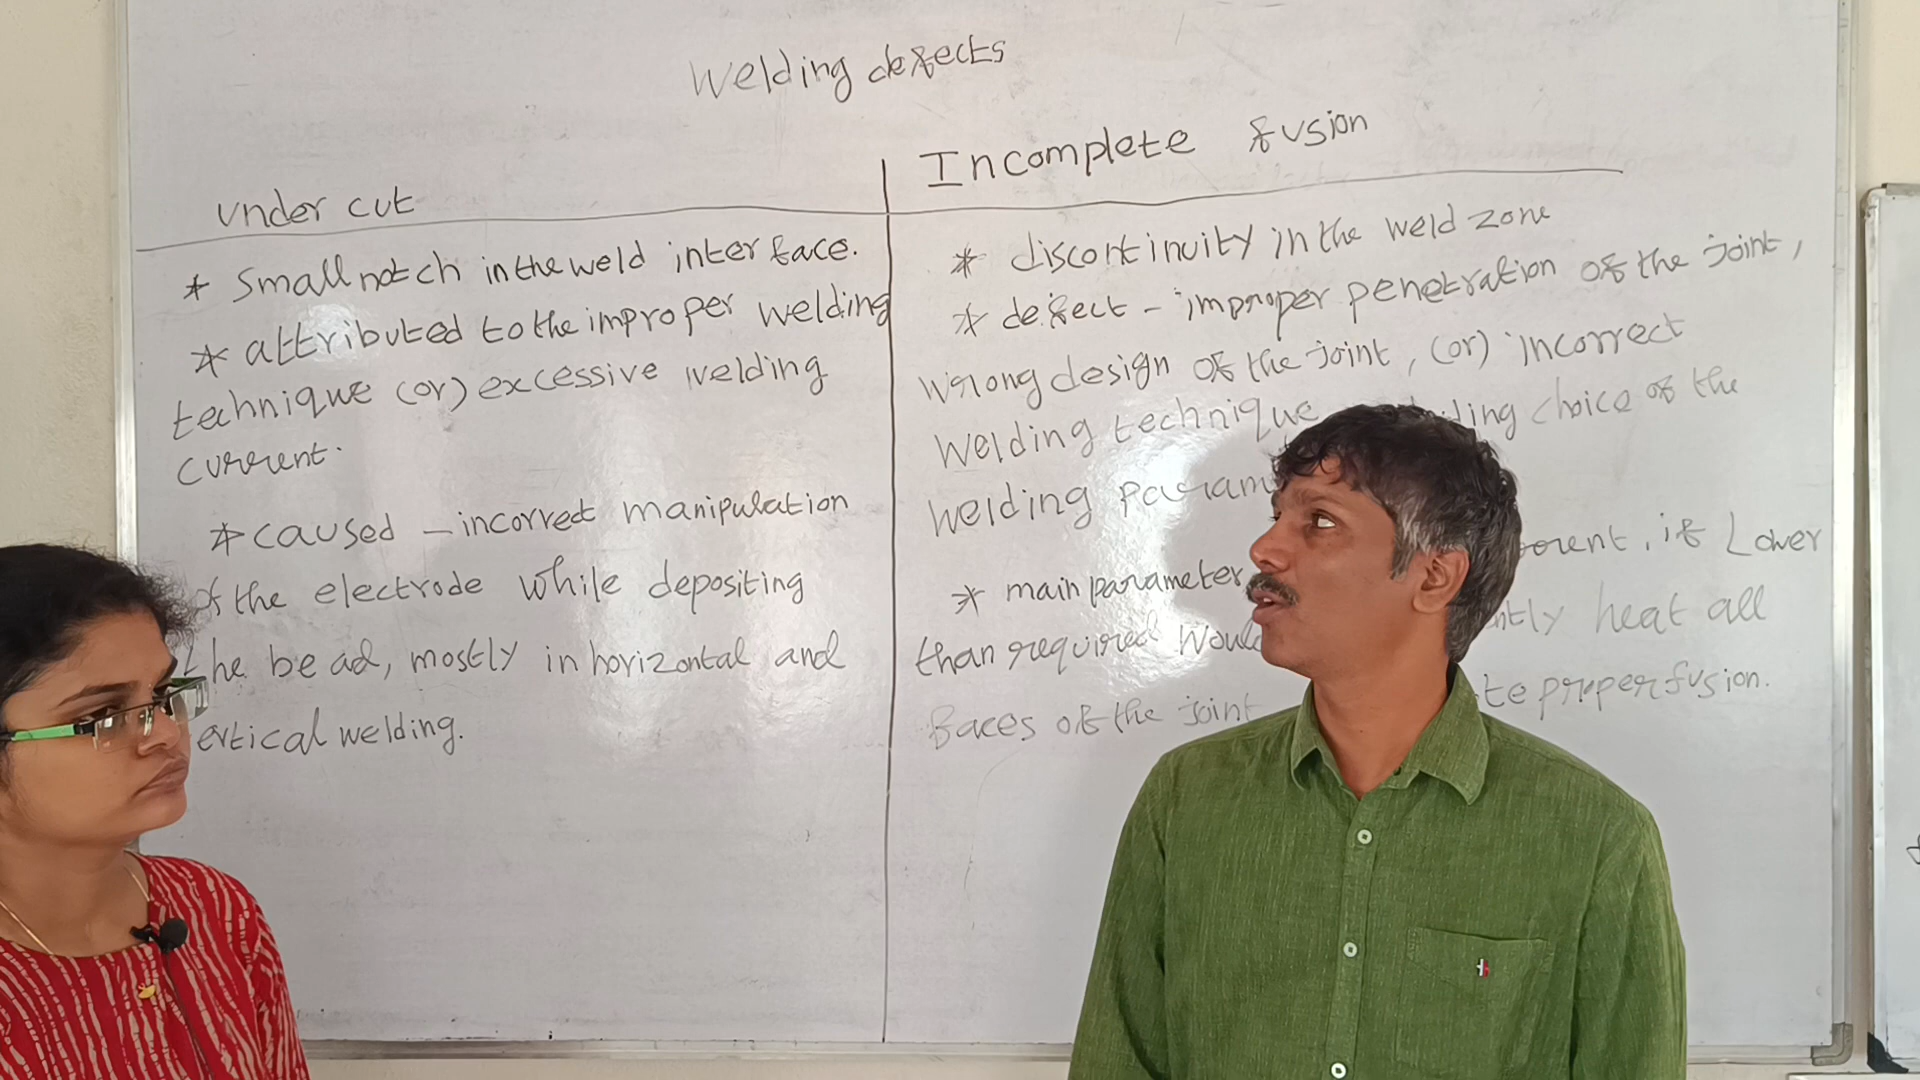 Welding defects
under cut
* Small notch in the weld interface.
* attributed to the improper welding
technique (or) excessive welding
current.
* caused - incorrect manipulation
of the electrode while depositing
the bead, mostly in horizontal and
ertical welding.
Incomplete fusion
* discontinuity in the weld zone
* defect - improper penetration of the joint,
wrong design of the joint, (or) incorrect
welding technique choice of the
welding
* main parameter if Lower
than required heat all
faces of the joint proper fusion.